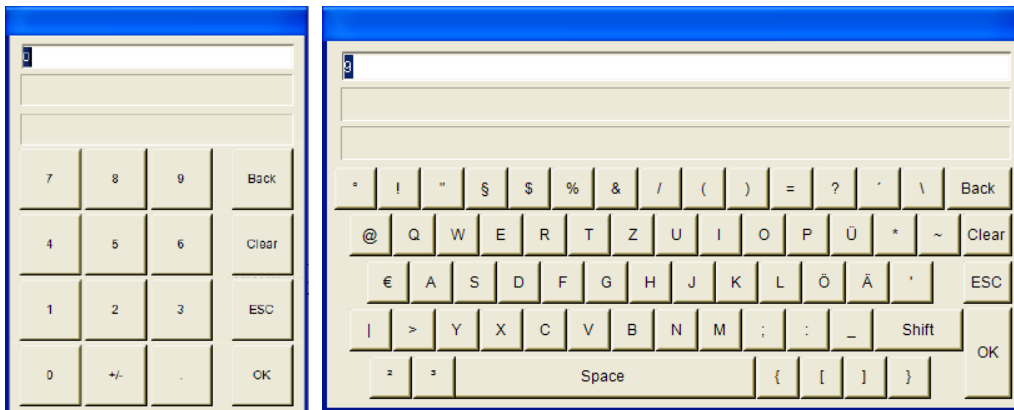 0
7 8 9 Back
4 5 6 Clear
1 2 3 ESC
0 +/- . OK
g
° ! " § $ % & / ( ) = ? ´ \ Back
@ Q W E R T Z U I O P Ü * ~ Clear
€ A S D F G H J K L Ö Ä ' ESC
| > Y X C V B N M ; : _ Shift OK
² ³ Space { [ ] }